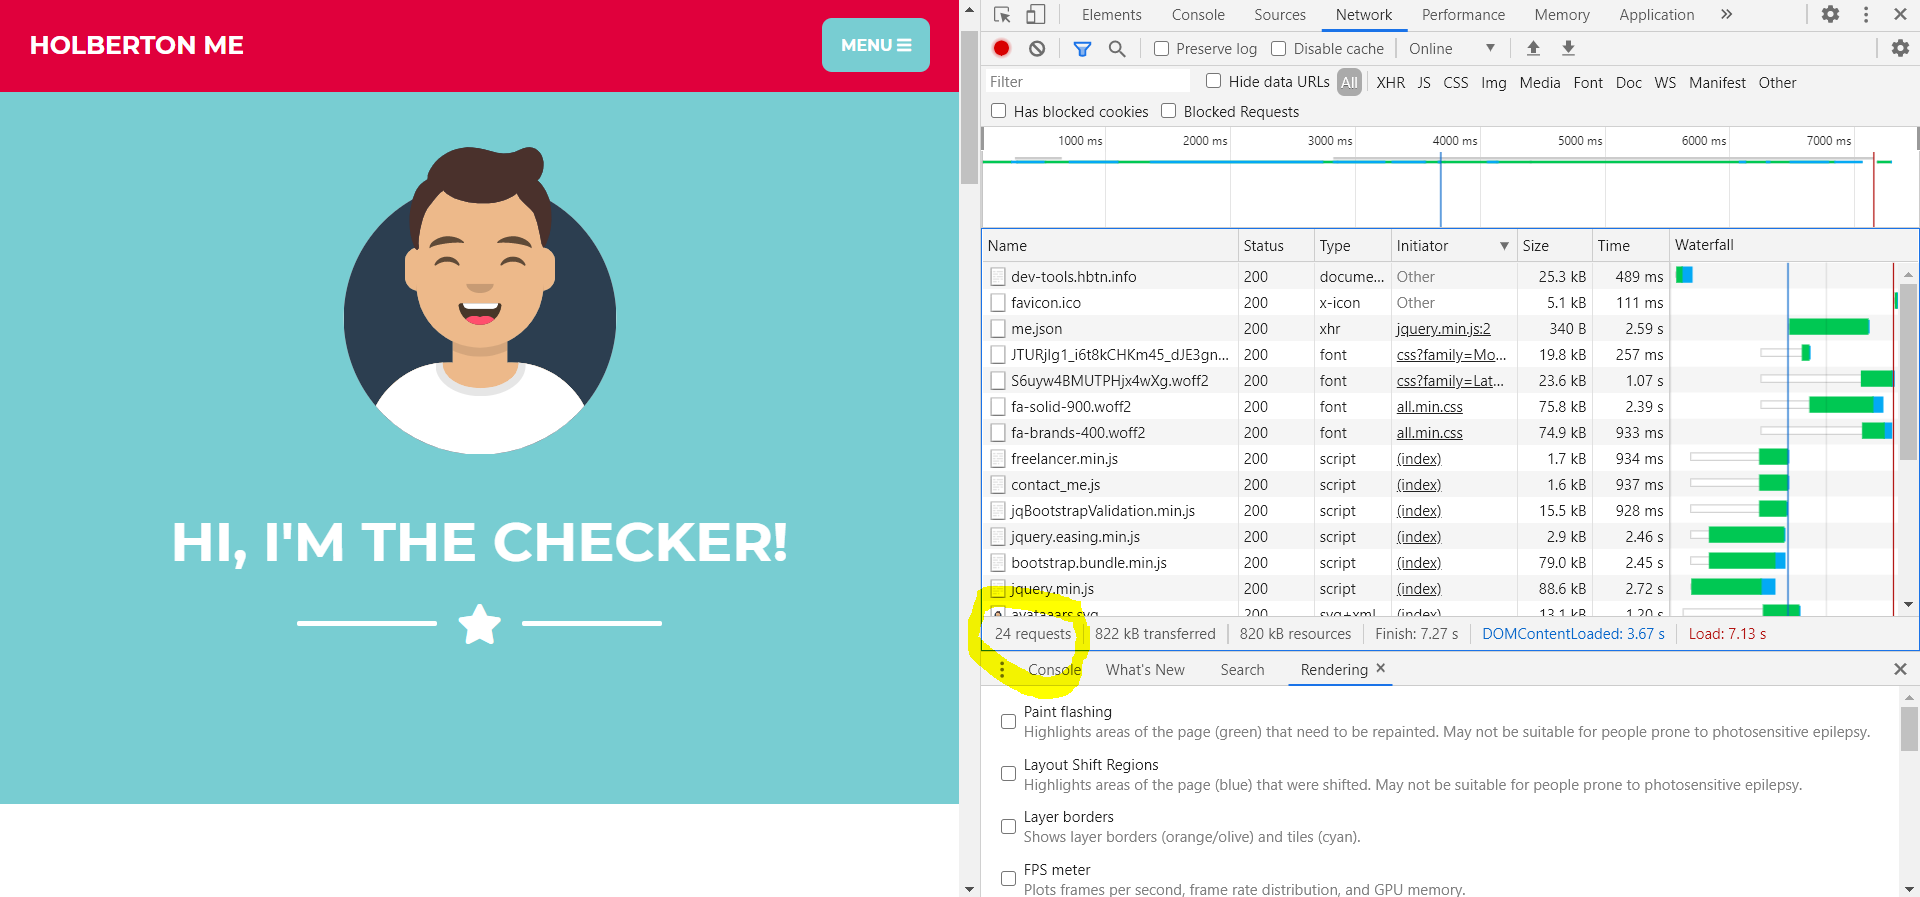 HOLBERTON ME
MENU
HI, I'M THE CHECKER!
Elements Console Sources Network Performance Memory Application »
Preserve log Disable cache Online
Filter Hide data URLs All XHR JS CSS Img Media Font Doc WS Manifest Other
Has blocked cookies Blocked Requests
1000 ms 2000 ms 3000 ms 4000 ms 5000 ms 6000 ms 7000 ms
Name Status Type Initiator Size Time Waterfall
dev-tools.hbtn.info 200 docume... Other 25.3 kB 489 ms
favicon.ico 200 x-icon Other 5.1 kB 111 ms
me.json 200 xhr jquery.min.js:2 340 B 2.59 s
JTURjIg1_i6t8kCHKm45_dJE3gn... 200 font css?family=Mo... 19.8 kB 257 ms
S6uyw4BMUTPHjx4wXg.woff2 200 font css?family=Lat... 23.6 kB 1.07 s
fa-solid-900.woff2 200 font all.min.css 75.8 kB 2.39 s
fa-brands-400.woff2 200 font all.min.css 74.9 kB 933 ms
freelancer.min.js 200 script (index) 1.7 kB 934 ms
contact_me.js 200 script (index) 1.6 kB 937 ms
jqBootstrapValidation.min.js 200 script (index) 15.5 kB 928 ms
jquery.easing.min.js 200 script (index) 2.9 kB 2.46 s
bootstrap.bundle.min.js 200 script (index) 79.0 kB 2.45 s
jquery.min.js 200 script (index) 88.6 kB 2.72 s
avataaars.svg 200 svg+xml (index) 13.1 kB 1.20 s
24 requests 822 kB transferred 820 kB resources Finish: 7.27 s DOMContentLoaded: 3.67 s Load: 7.13 s
Console What's New Search Rendering
Paint flashing
Highlights areas of the page (green) that need to be repainted. May not be suitable for people prone to photosensitive epilepsy.
Layout Shift Regions
Highlights areas of the page (blue) that were shifted. May not be suitable for people prone to photosensitive epilepsy.
Layer borders
Shows layer borders (orange/olive) and tiles (cyan).
FPS meter
Plots frames per second, frame rate distribution, and GPU memory.